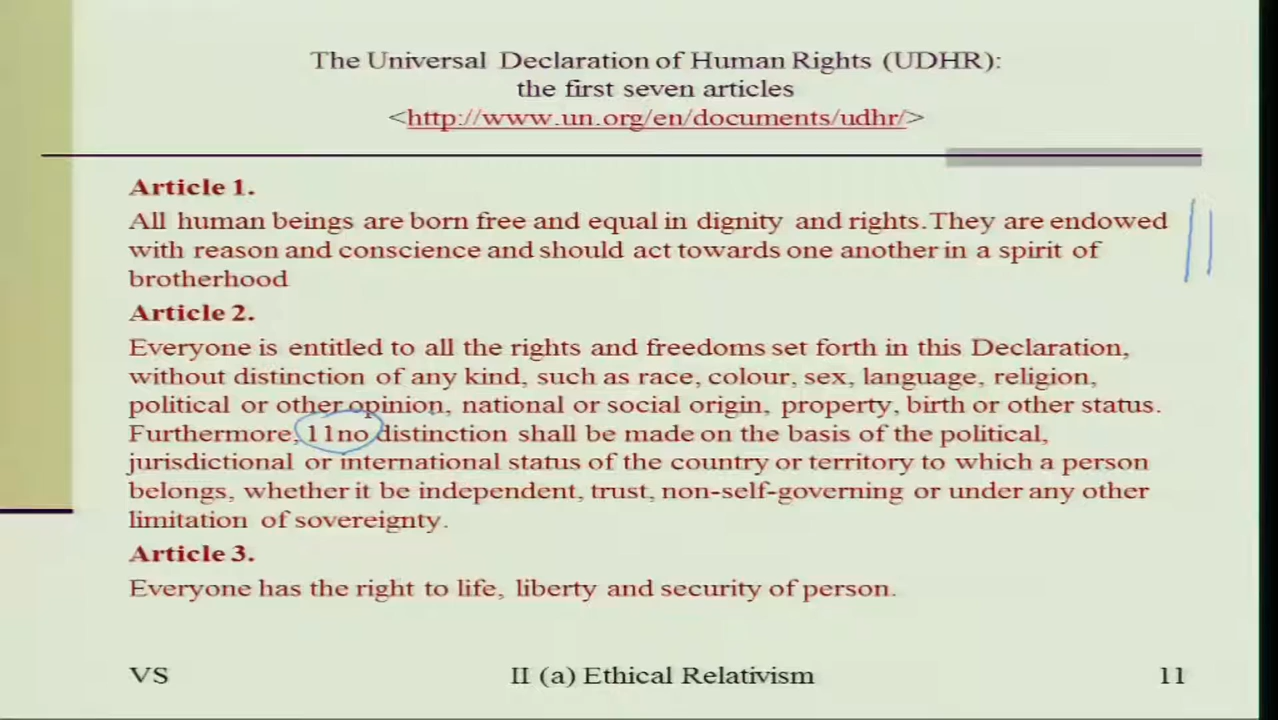 The Universal Declaration of Human Rights (UDHR):
the first seven articles
<http://www.un.org/en/documents/udhr/>
Article 1.
All human beings are born free and equal in dignity and rights. They are endowed
with reason and conscience and should act towards one another in a spirit of
brotherhood
Article 2.
Everyone is entitled to all the rights and freedoms set forth in this Declaration,
without distinction of any kind, such as race, colour, sex, language, religion,
political or other opinion, national or social origin, property, birth or other status.
Furthermore, 11no distinction shall be made on the basis of the political,
jurisdictional or international status of the country or territory to which a person
belongs, whether it be independent, trust, non-self-governing or under any other
limitation of sovereignty.
Article 3.
Everyone has the right to life, liberty and security of person.
VS II (a) Ethical Relativism 11